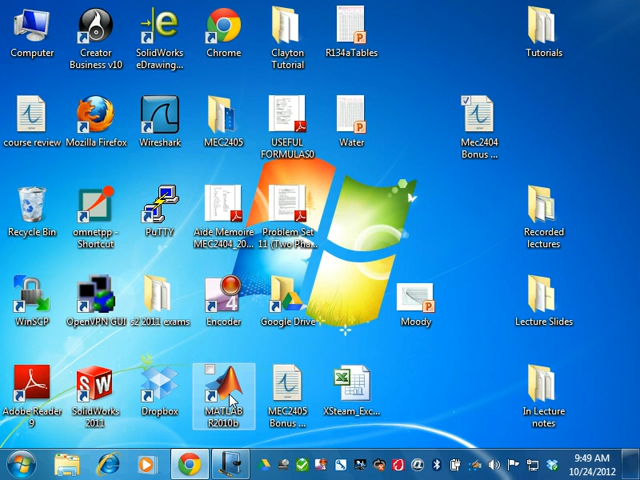 Computer
Creator
Business v10
SolidWorks
eDrawing...
Chrome
Clayton
Tutorial
R134aTables
Tutorials
course review
Mozilla Firefox
Wireshark
MEC2405
USEFUL
FORMULAS0
Water
Mec2404
Bonus ...
Recycle Bin
omnetpp -
Shortcut
PuTTY
Aide Memoire
MEC2404_20...
Problem Set
11 (Two Pha...
Recorded
lectures
WinSCP
OpenVPN GUI
s2 2011 exams
4
Encoder
Google Drive
Moody
Lecture Slides
Adobe Reader
9
SolidWorks
2011
Dropbox
MATLAB
R2010b
MEC2405
Bonus ...
XSteam_Exc...
In Lecture
notes
9:49 AM
10/24/2012